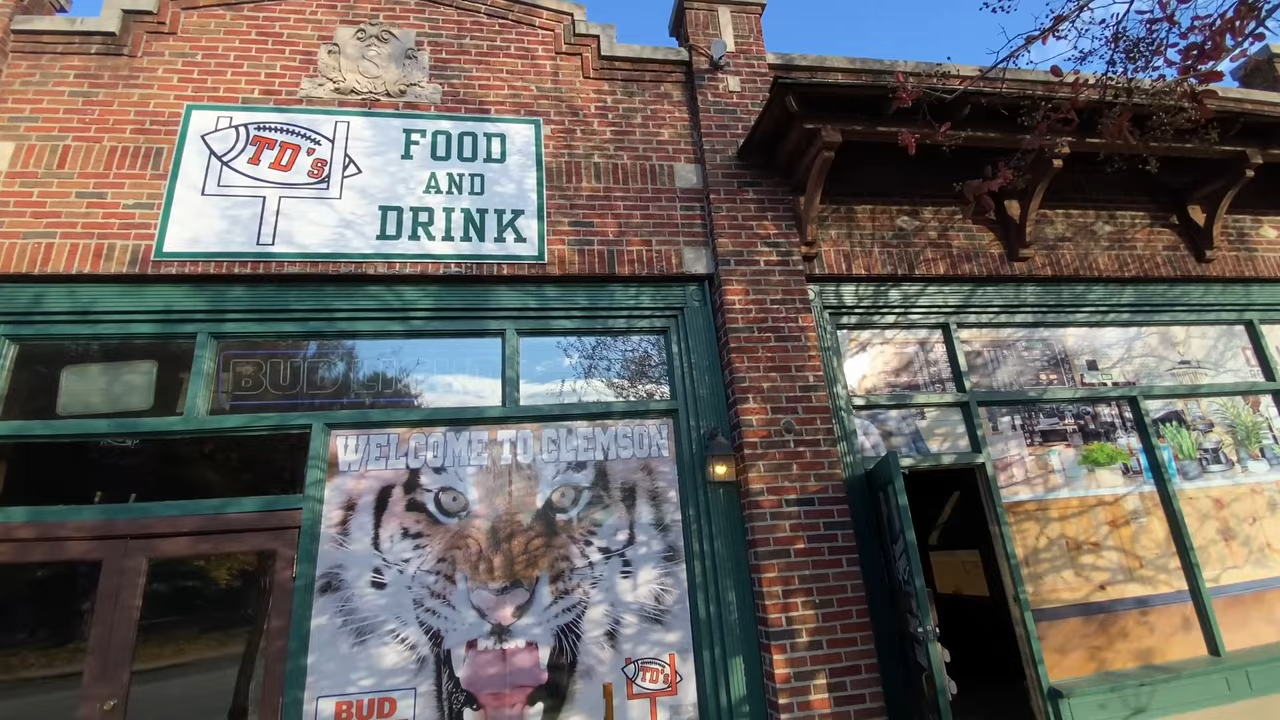 TD's
FOOD
AND
DRINK
BUD LIGHT
WELCOME TO CLEMSON
TD's
BUD